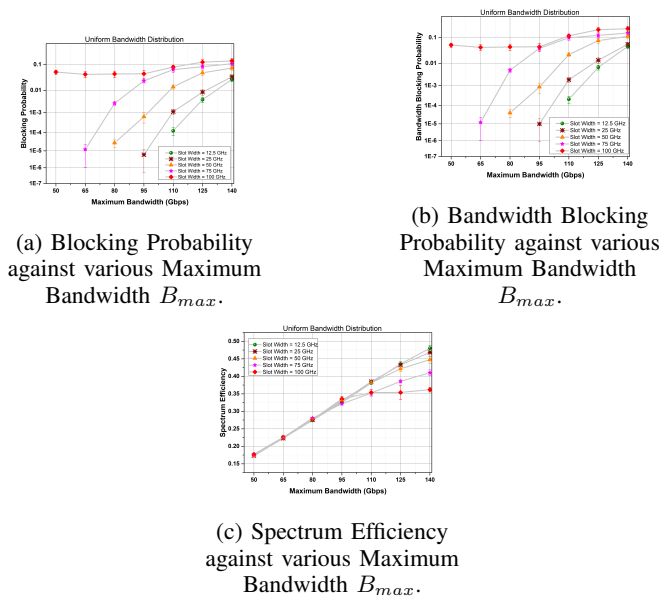 Uniform Bandwidth Distribution
Blocking Probability
0.1
0.01
1E-3
1E-4
1E-5
1E-6
1E-7
Slot Width = 12.5 GHz
Slot Width = 25 GHz
Slot Width = 50 GHz
Slot Width = 75 GHz
Slot Width = 100 GHz
50 65 80 95 110 125 140
Maximum Bandwidth (Gbps)
(a) Blocking Probability
against various Maximum
Bandwidth B_{max}.
Uniform Bandwidth Distribution
Bandwidth Blocking Probability
0.1
0.01
1E-3
1E-4
1E-5
1E-6
1E-7
Slot Width = 12.5 GHz
Slot Width = 25 GHz
Slot Width = 50 GHz
Slot Width = 75 GHz
Slot Width = 100 GHz
50 65 80 95 110 125 140
Maximum Bandwidth (Gbps)
(b) Bandwidth Blocking
Probability against various
Maximum Bandwidth
B_{max}.
Uniform Bandwidth Distribution
Spectrum Efficiency
0.50
0.45
0.40
0.35
0.30
0.25
0.20
0.15
Slot Width = 12.5 GHz
Slot Width = 25 GHz
Slot Width = 50 GHz
Slot Width = 75 GHz
Slot Width = 100 GHz
50 65 80 95 110 125 140
Maximum Bandwidth (Gbps)
(c) Spectrum Efficiency
against various Maximum
Bandwidth B_{max}.